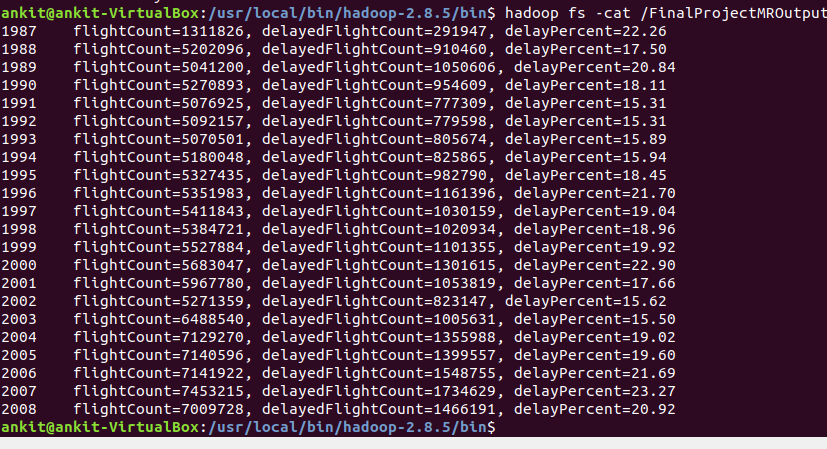 ankit@ankit-VirtualBox:/usr/local/bin/hadoop-2.8.5/bin$ hadoop fs -cat /FinalProjectMROutput
1987    flightCount=1311826, delayedFlightCount=291947, delayPercent=22.26
1988    flightCount=5202096, delayedFlightCount=910460, delayPercent=17.50
1989    flightCount=5041200, delayedFlightCount=1050606, delayPercent=20.84
1990    flightCount=5270893, delayedFlightCount=954609, delayPercent=18.11
1991    flightCount=5076925, delayedFlightCount=777309, delayPercent=15.31
1992    flightCount=5092157, delayedFlightCount=779598, delayPercent=15.31
1993    flightCount=5070501, delayedFlightCount=805674, delayPercent=15.89
1994    flightCount=5180048, delayedFlightCount=825865, delayPercent=15.94
1995    flightCount=5327435, delayedFlightCount=982790, delayPercent=18.45
1996    flightCount=5351983, delayedFlightCount=1161396, delayPercent=21.70
1997    flightCount=5411843, delayedFlightCount=1030159, delayPercent=19.04
1998    flightCount=5384721, delayedFlightCount=1020934, delayPercent=18.96
1999    flightCount=5527884, delayedFlightCount=1101355, delayPercent=19.92
2000    flightCount=5683047, delayedFlightCount=1301615, delayPercent=22.90
2001    flightCount=5967780, delayedFlightCount=1053819, delayPercent=17.66
2002    flightCount=5271359, delayedFlightCount=823147, delayPercent=15.62
2003    flightCount=6488540, delayedFlightCount=1005631, delayPercent=15.50
2004    flightCount=7129270, delayedFlightCount=1355988, delayPercent=19.02
2005    flightCount=7140596, delayedFlightCount=1399557, delayPercent=19.60
2006    flightCount=7141922, delayedFlightCount=1548755, delayPercent=21.69
2007    flightCount=7453215, delayedFlightCount=1734629, delayPercent=23.27
2008    flightCount=7009728, delayedFlightCount=1466191, delayPercent=20.92
ankit@ankit-VirtualBox:/usr/local/bin/hadoop-2.8.5/bin$